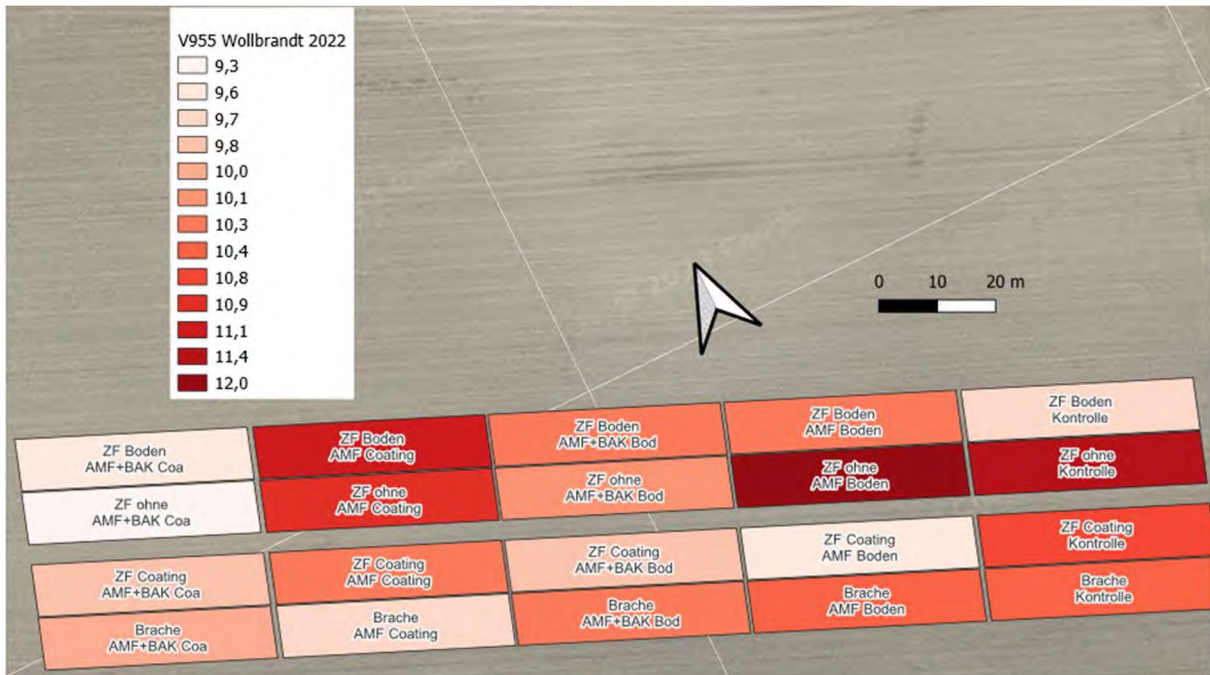 V955 Wollbrandt 2022
9,3
9,6
9,7
9,8
10,0
10,1
10,3
10,4
10,8
10,9
11,1
11,4
12,0
0 10 20 m
ZF Boden
AMF+BAK Coa
ZF Boden
AMF Coating
ZF Boden
AMF+BAK Bod
ZF Boden
AMF Boden
ZF Boden
Kontrolle
ZF ohne
AMF+BAK Coa
ZF ohne
AMF Coating
ZF ohne
AMF+BAK Bod
ZF ohne
AMF Boden
ZF ohne
Kontrolle
ZF Coating
AMF+BAK Coa
ZF Coating
AMF Coating
ZF Coating
AMF+BAK Bod
ZF Coating
AMF Boden
ZF Coating
Kontrolle
Brache
AMF+BAK Coa
Brache
AMF Coating
Brache
AMF+BAK Bod
Brache
AMF Boden
Brache
Kontrolle